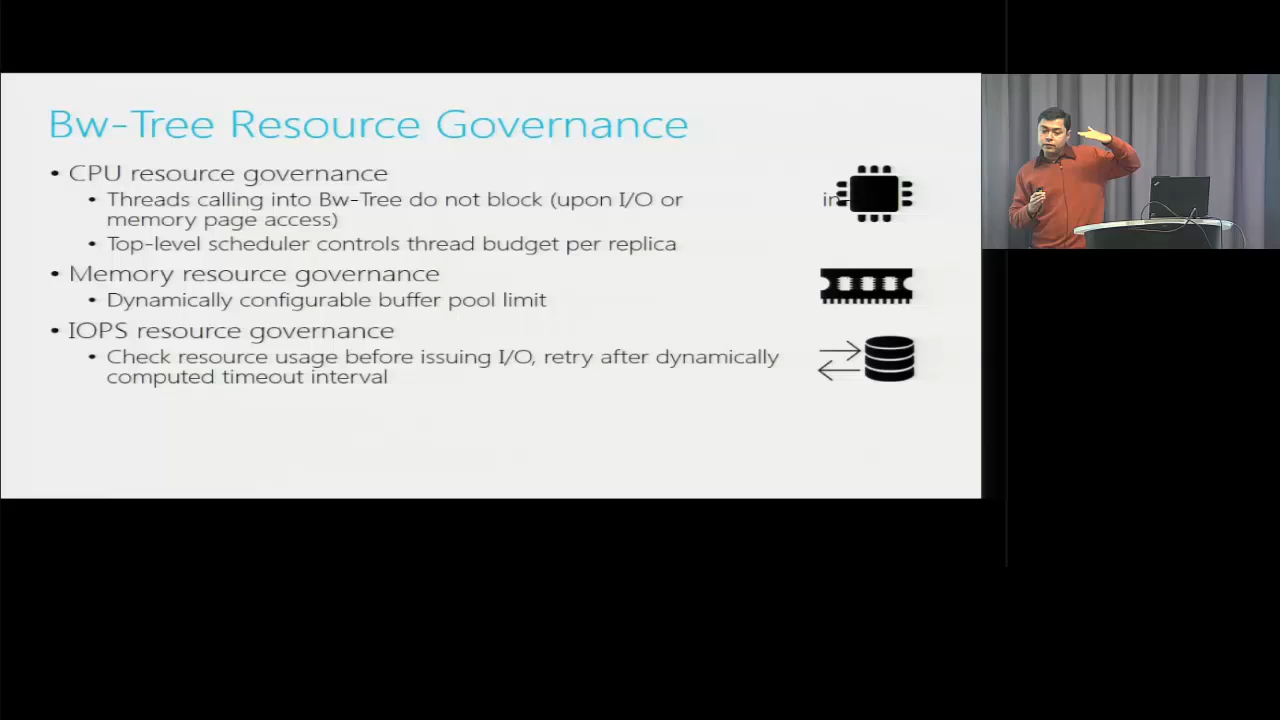 Bw-Tree Resource Governance
• CPU resource governance
• Threads calling into Bw-Tree do not block (upon I/O or in-
memory page access)
• Top-level scheduler controls thread budget per replica
• Memory resource governance
• Dynamically configurable buffer pool limit
• IOPS resource governance
• Check resource usage before issuing I/O, retry after dynamically
computed timeout interval